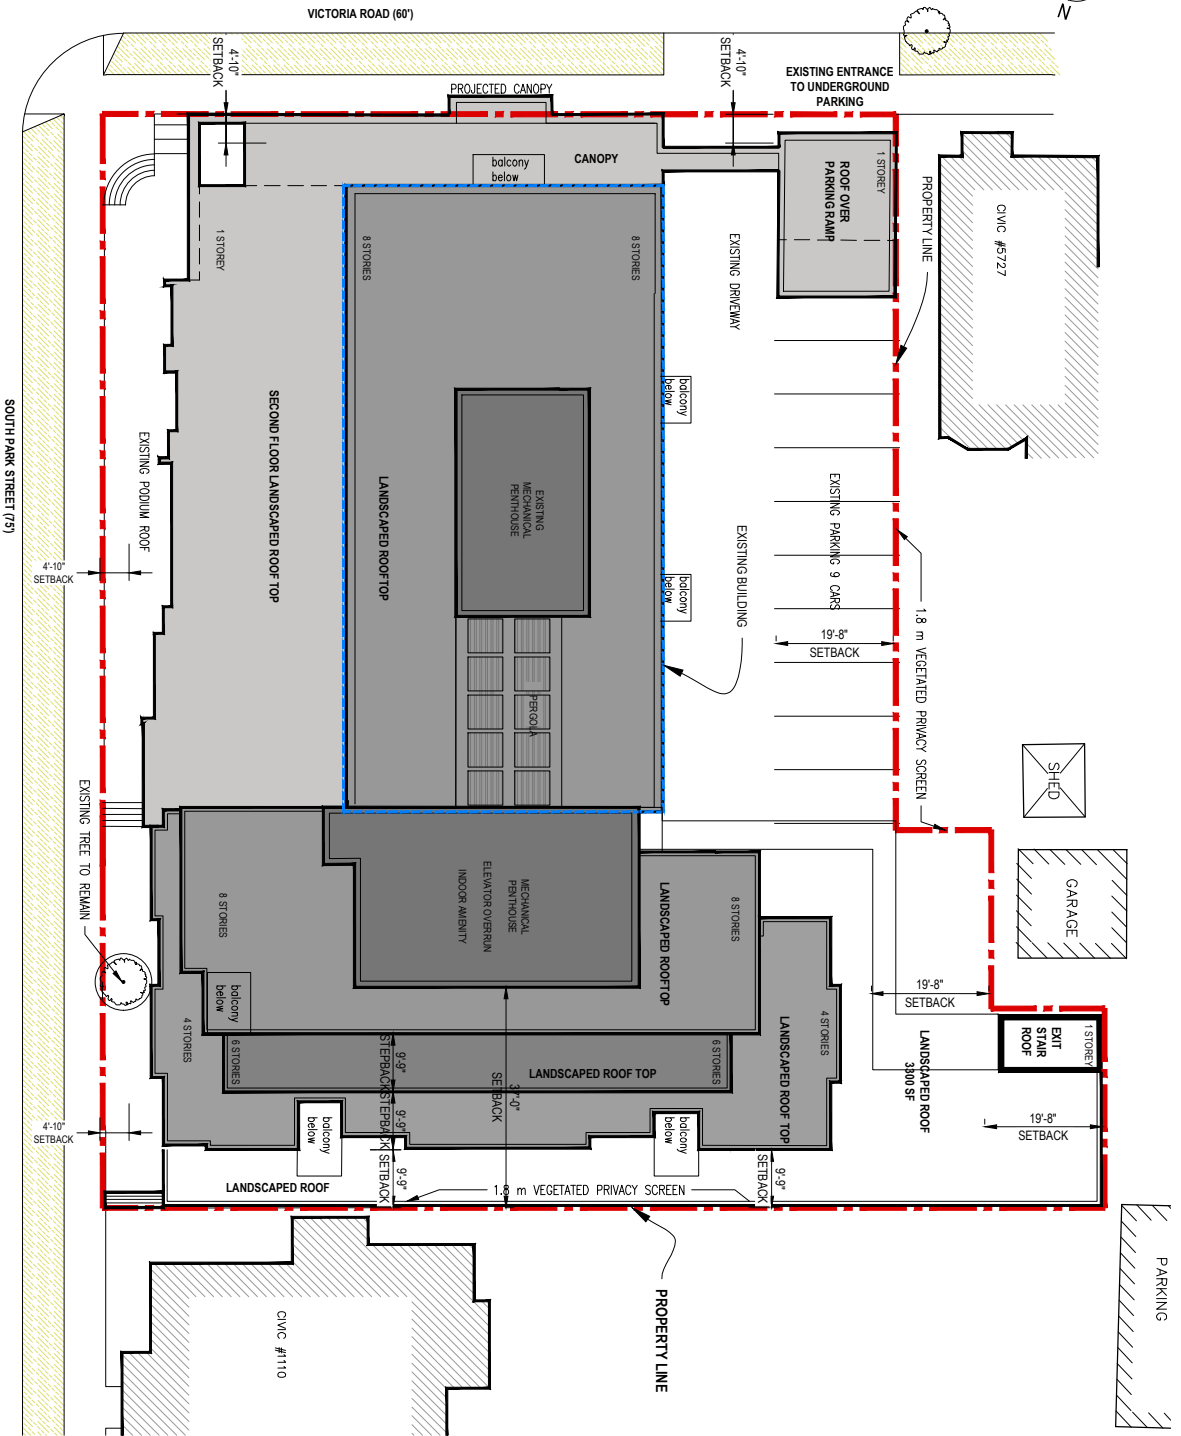 VICTORIA ROAD (60')
N
4'-10"
SETBACK
4'-10"
SETBACK
PROJECTED CANOPY
EXISTING ENTRANCE
TO UNDERGROUND
PARKING
balcony
below
CANOPY
1 STOREY
ROOF OVER
PARKING RAMP
PROPERTY LINE
CIVIC #5727
1 STOREY
8 STORIES
8 STORIES
EXISTING DRIVEWAY
balcony
below
SOUTH PARK STREET (75')
EXISTING PODIUM ROOF
SECOND FLOOR LANDSCAPED ROOF TOP
LANDSCAPED ROOFTOP
EXISTING
MECHANICAL
PENTHOUSE
EXISTING BUILDING
EXISTING PARKING 9 CARS
4'-10"
SETBACK
balcony
below
19'-8"
SETBACK
1.8 m VEGETATED PRIVACY SCREEN
PERGOLA
SHED
EXISTING TREE TO REMAIN
8 STORIES
MECHANICAL
PENTHOUSE
ELEVATOR OVERRUN
INDOOR AMENITY
LANDSCAPED ROOFTOP
8 STORIES
GARAGE
balcony
below
19'-8"
SETBACK
4 STORIES
6 STORIES
9'-9"
STEPBACK
37'-0"
SETBACK
LANDSCAPED ROOF TOP
6 STORIES
LANDSCAPED ROOF TOP
4 STORIES
LANDSCAPED ROOF
3300 SF
EXIT
STAIR
ROOF
1 STOREY
4'-10"
SETBACK
balcony
below
9'-9"
STEPBACK
balcony
below
19'-8"
SETBACK
LANDSCAPED ROOF
9'-9"
SETBACK
1.8 m VEGETATED PRIVACY SCREEN
9'-9"
SETBACK
PROPERTY LINE
CIVIC #1110
PARKING